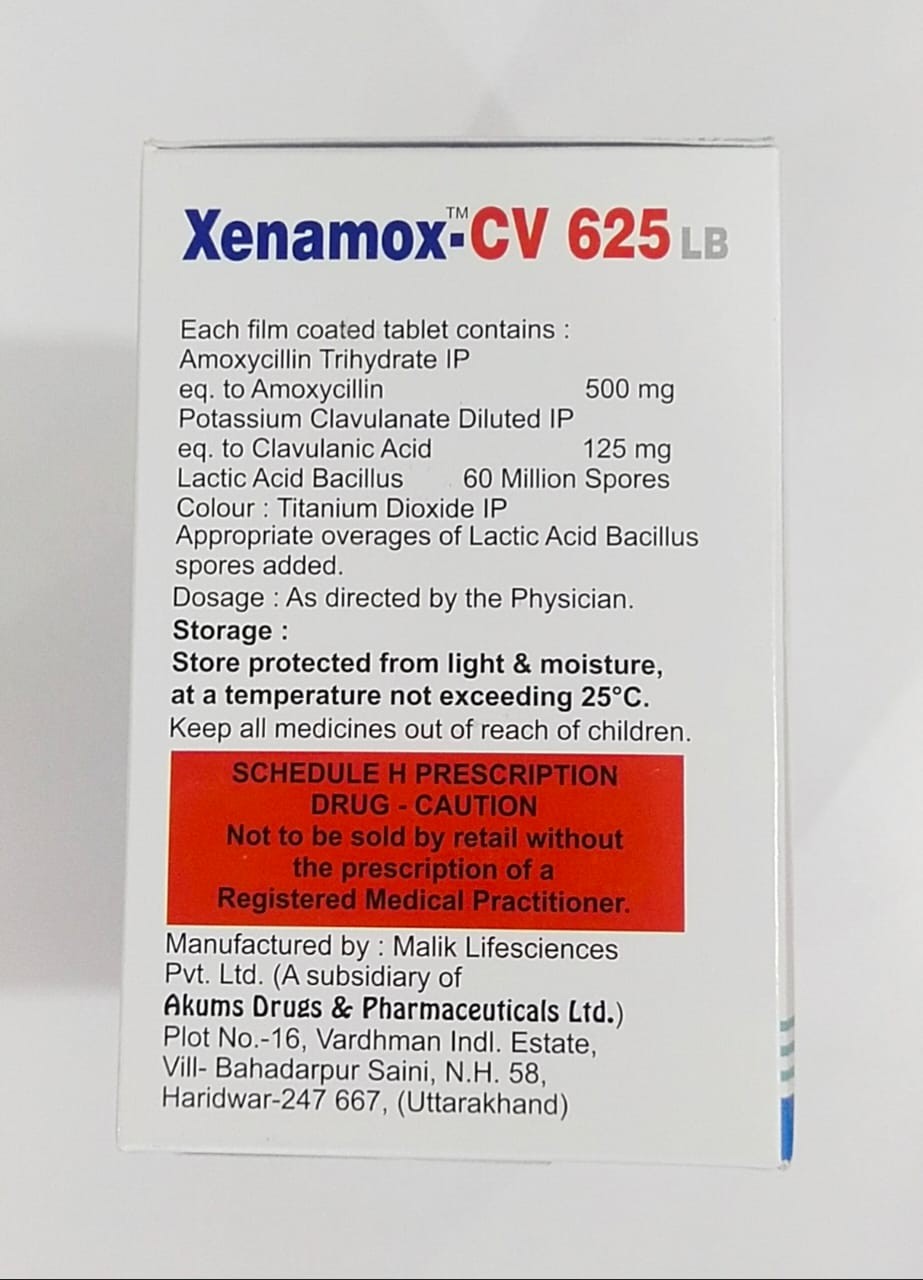 Xenamox™-CV 625 LB
Each film coated tablet contains :
Amoxycillin Trihydrate IP
eq. to Amoxycillin 500 mg
Potassium Clavulanate Diluted IP
eq. to Clavulanic Acid 125 mg
Lactic Acid Bacillus 60 Million Spores
Colour : Titanium Dioxide IP
Appropriate overages of Lactic Acid Bacillus
spores added.
Dosage : As directed by the Physician.
Storage :
Store protected from light & moisture,
at a temperature not exceeding 25°C.
Keep all medicines out of reach of children.
SCHEDULE H PRESCRIPTION
DRUG - CAUTION
Not to be sold by retail without
the prescription of a
Registered Medical Practitioner.
Manufactured by : Malik Lifesciences
Pvt. Ltd. (A subsidiary of
Akums Drugs & Pharmaceuticals Ltd.)
Plot No.-16, Vardhman Indl. Estate,
Vill- Bahadarpur Saini, N.H. 58,
Haridwar-247 667, (Uttarakhand)